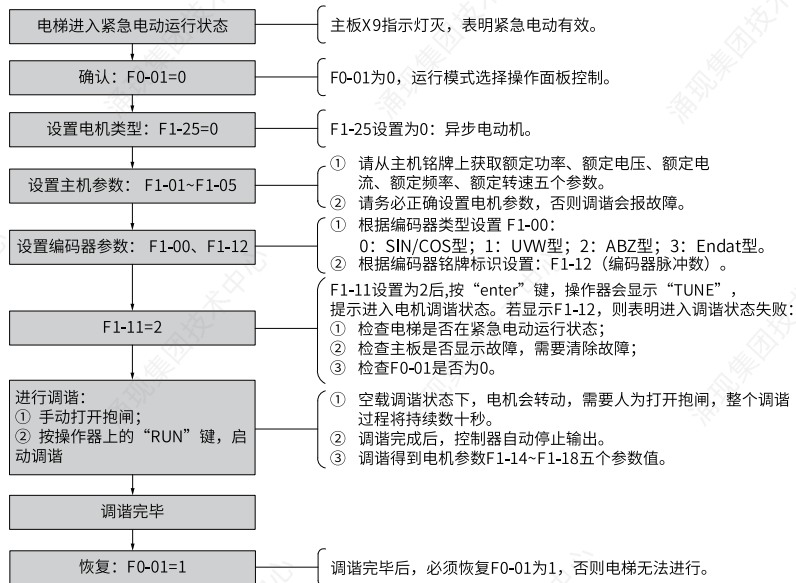 电梯进入紧急电动运行状态
主板X9指示灯灭，表明紧急电动有效。
确认：F0-01=0
F0-01为0，运行模式选择操作面板控制。
设置电机类型：F1-25=0
F1-25设置为0：异步电动机。
设置主机参数： F1-01~F1-05
① 请从主机铭牌上获取额定功率、额定电压、额定电
流、额定频率、额定转速五个参数。
② 请务必正确设置电机参数，否则调谐会报故障。
设置编码器参数： F1-00、F1-12
① 根据编码器类型设置 F1-00：
0：SIN/COS型；1：UVW型；2：ABZ型；3：Endat型。
② 根据编码器铭牌标识设置：F1-12（编码器脉冲数）。
F1-11=2
F1-11设置为2后,按“enter”键，操作器会显示“TUNE”，
提示进入电机调谐状态。若显示F1-12，则表明进入调谐状态失败：
① 检查电梯是否在紧急电动运行状态；
② 检查主板是否显示故障，需要清除故障；
③ 检查F0-01是否为0。
进行调谐：
① 手动打开抱闸；
② 按操作器上的“RUN”键，启
动调谐
① 空载调谐状态下，电机会转动，需要人为打开抱闸，整个调谐
过程将持续数十秒。
② 调谐完成后，控制器自动停止输出。
③ 调谐得到电机参数F1-14~F1-18五个参数值。
调谐完毕
恢复：F0-01=1
调谐完毕后，必须恢复F0-01为1，否则电梯无法进行。
涌现集团技术中心